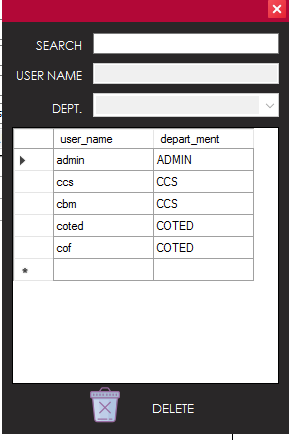 SEARCH
USER NAME
DEPT.
user_name depart_ment
admin ADMIN
ccs CCS
cbm CCS
coted COTED
cof COTED
DELETE